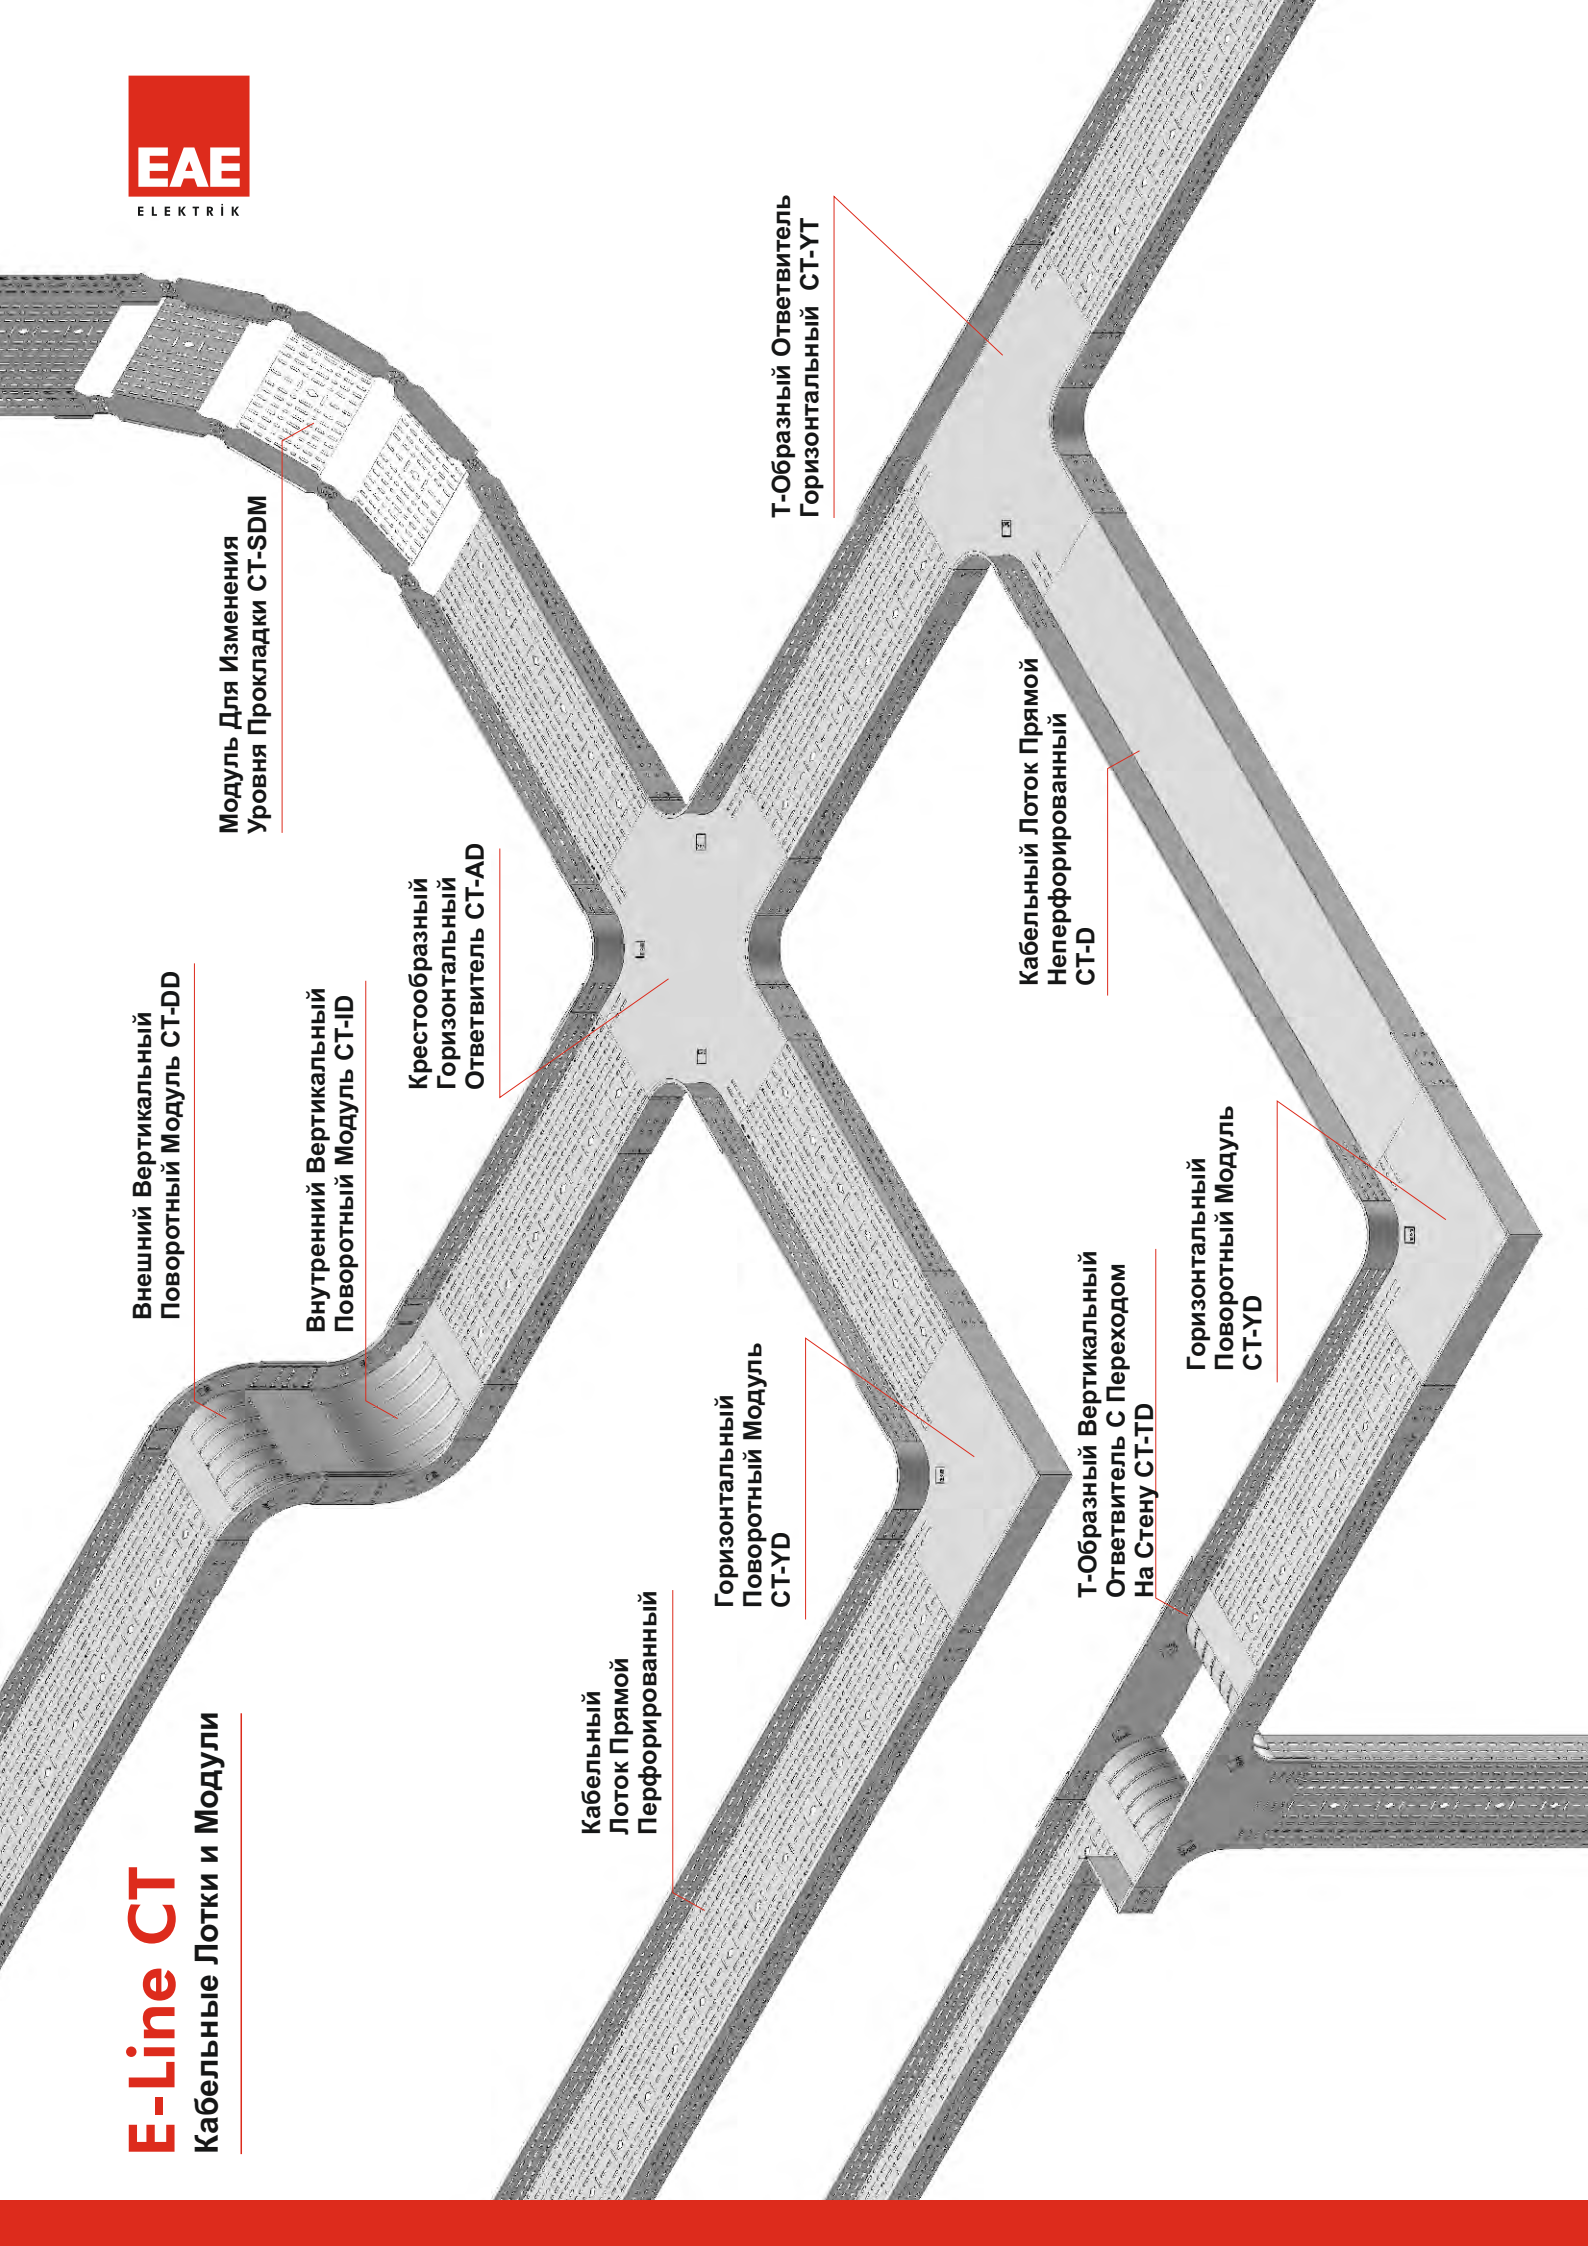 EAE
ELEKTRİK
E-Line CT
Кабельные Лотки и Модули
Внешний Вертикальный
Поворотный Модуль CT-DD
Внутренний Вертикальный
Поворотный Модуль CT-ID
Модуль Для Изменения
Уровня Прокладки CT-SDM
Крестообразный
Горизонтальный
Ответвитель CT-AD
Кабельный
Лоток Прямой
Перфорированный
Горизонтальный
Поворотный Модуль
CT-YD
Т-Образный Ответвитель
Горизонтальный CT-YT
Кабельный Лоток Прямой
Неперфорированный
CT-D
Т-Образный Вертикальный
Ответвитель С Переходом
На Стену CT-TD
Горизонтальный
Поворотный Модуль
CT-YD